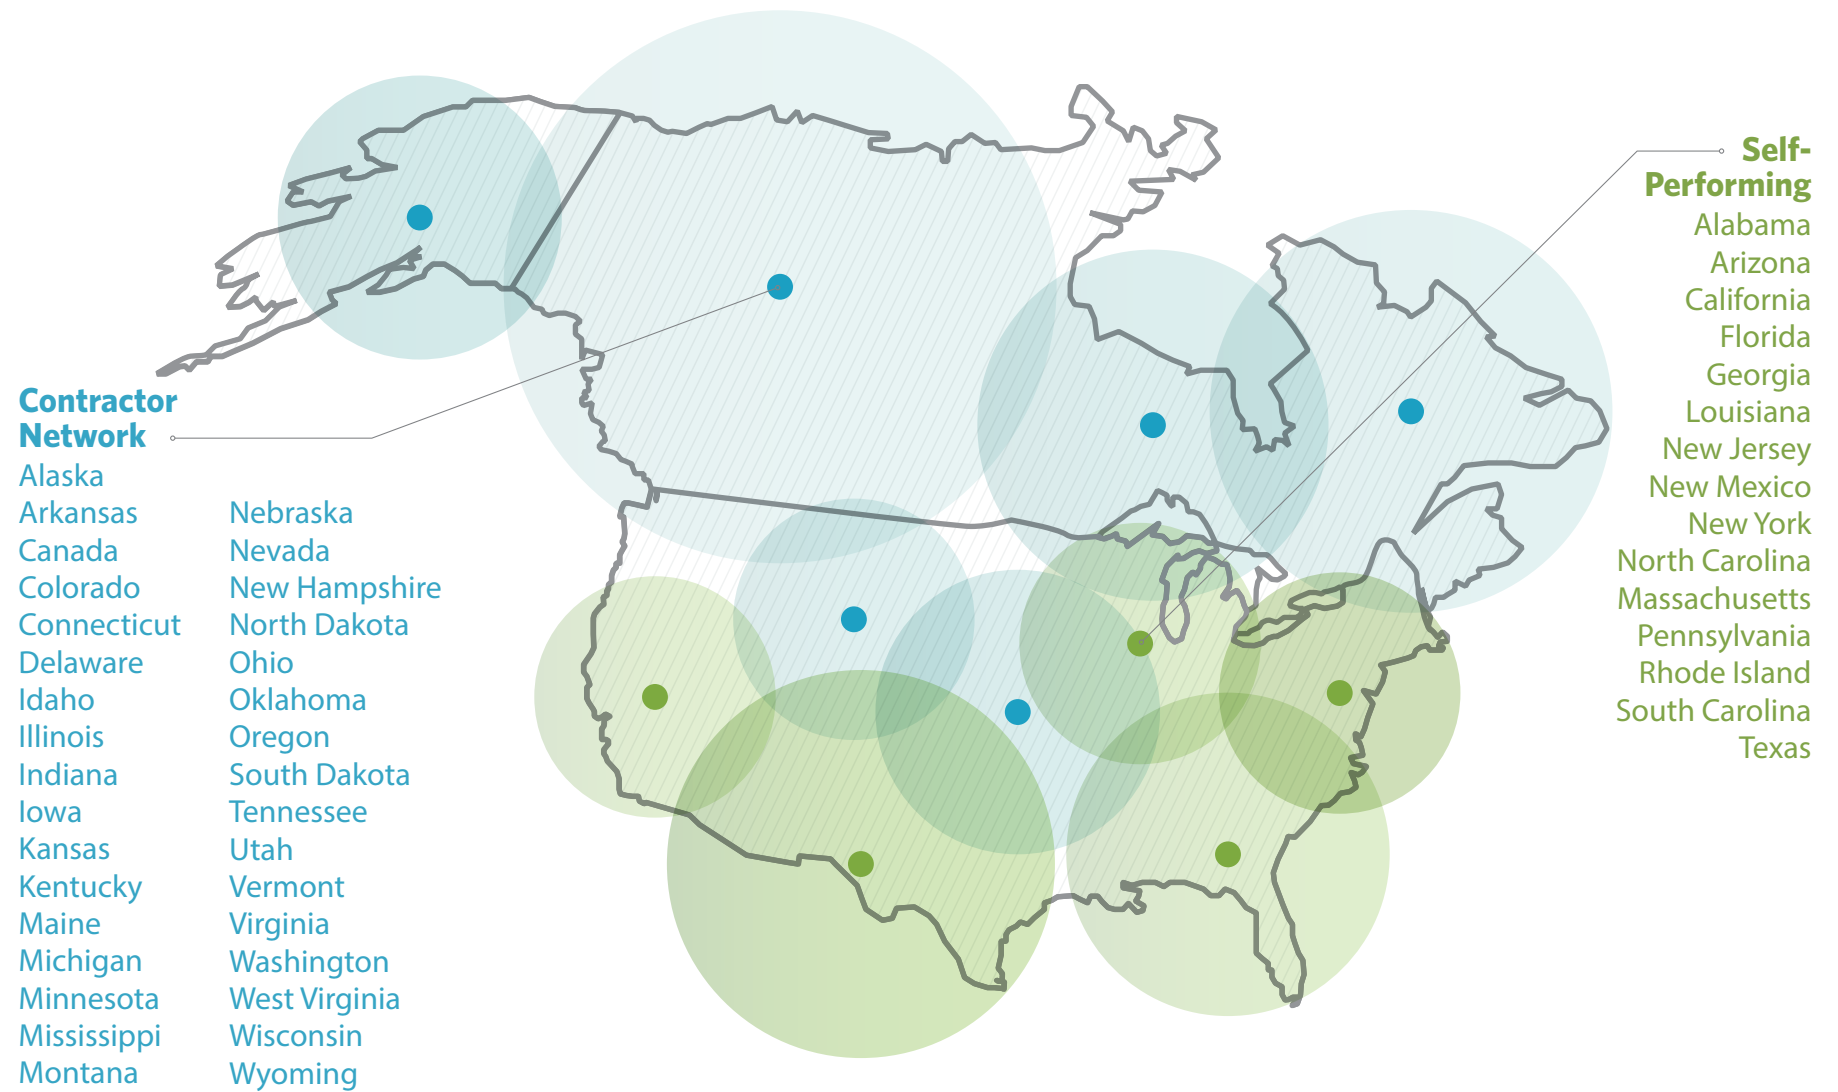 Contractor
Network
Alaska
Arkansas
Canada
Colorado
Connecticut
Delaware
Idaho
Illinois
Indiana
Iowa
Kansas
Kentucky
Maine
Michigan
Minnesota
Mississippi
Montana
Nebraska
Nevada
New Hampshire
North Dakota
Ohio
Oklahoma
Oregon
South Dakota
Tennessee
Utah
Vermont
Virginia
Washington
West Virginia
Wisconsin
Wyoming
Self-
Performing
Alabama
Arizona
California
Florida
Georgia
Louisiana
New Jersey
New Mexico
New York
North Carolina
Massachusetts
Pennsylvania
Rhode Island
South Carolina
Texas